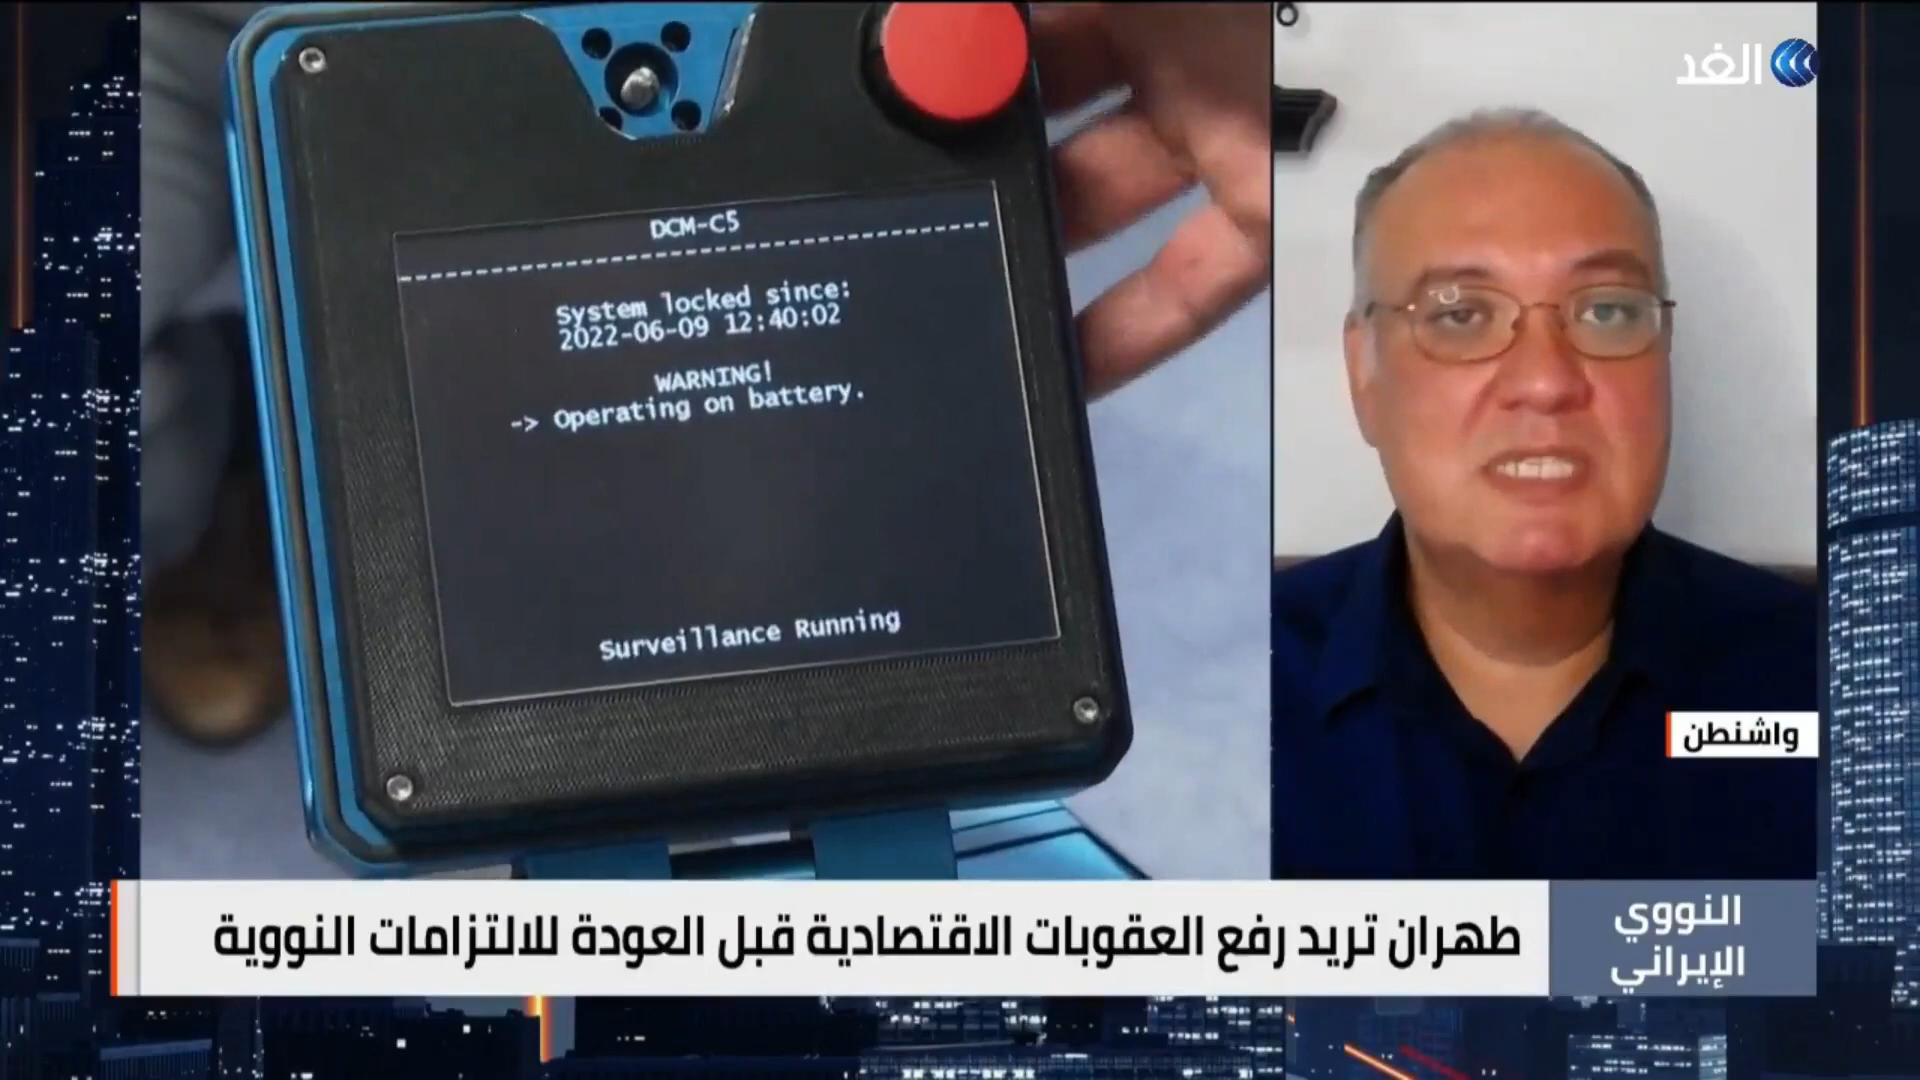 الغد
DCM-C5
System locked since:
2022-06-09 12:40:02
WARNING!
-> Operating on battery.
Surveillance Running
واشنطن
النووي
الإيراني
طهران تريد رفع العقوبات الاقتصادية قبل العودة للالتزامات النووية